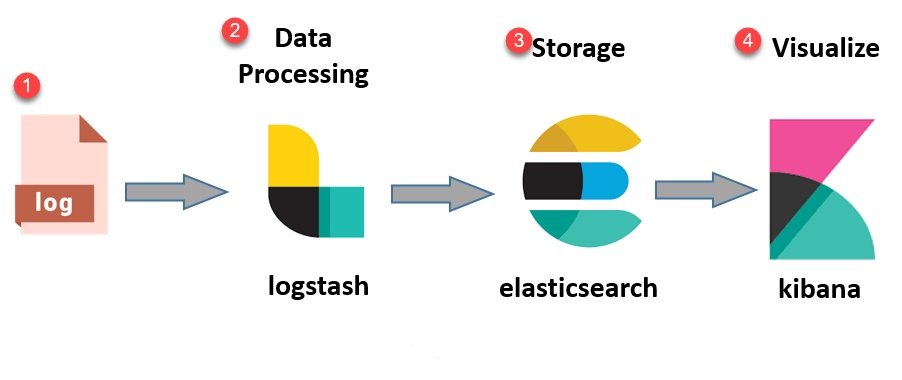 1
log
2
Data
Processing
logstash
3
Storage
elasticsearch
4
Visualize
kibana